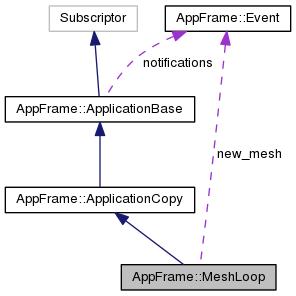 Subscriptor
AppFrame::Event
notifications
AppFrame::ApplicationBase
new_mesh
AppFrame::ApplicationCopy
AppFrame::MeshLoop